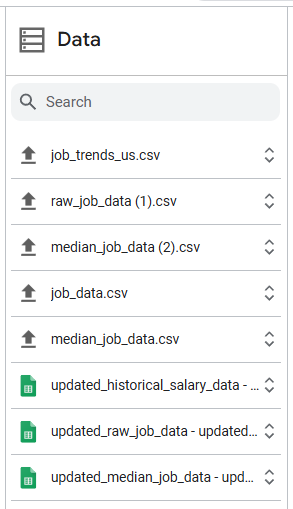 Data
Search
job_trends_us.csv
raw_job_data (1).csv
median_job_data (2).csv
job_data.csv
median_job_data.csv
updated_historical_salary_data - ...
updated_raw_job_data - updated...
updated_median_job_data - upd...